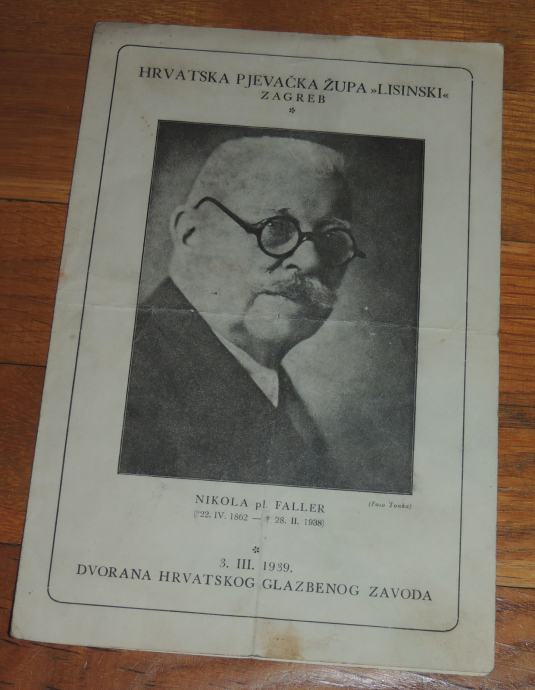 HRVATSKA PJEVAČKA ŽUPA »LISINSKI«
ZAGREB
*
NIKOLA pl. FALLER
(Foto Tonka)
(*22. IV. 1862 — † 28. II. 1938)
*
3. III. 1939.
DVORANA HRVATSKOG GLAZBENOG ZAVODA